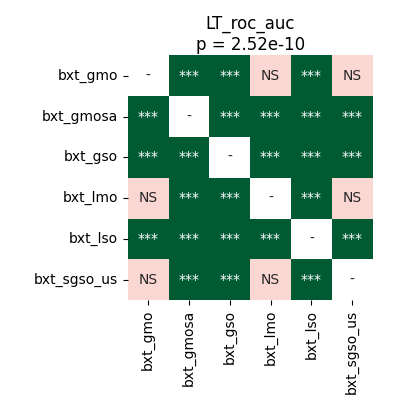 LT_roc_auc
p = 2.52e-10
bxt_gmo - *** *** NS *** NS
bxt_gmosa *** - *** *** *** ***
bxt_gso *** *** - *** *** ***
bxt_lmo NS *** *** - *** NS
bxt_lso *** *** *** *** - ***
bxt_sgso_us NS *** *** NS *** -
bxt_gmo
bxt_gmosa
bxt_gso
bxt_lmo
bxt_lso
bxt_sgso_us